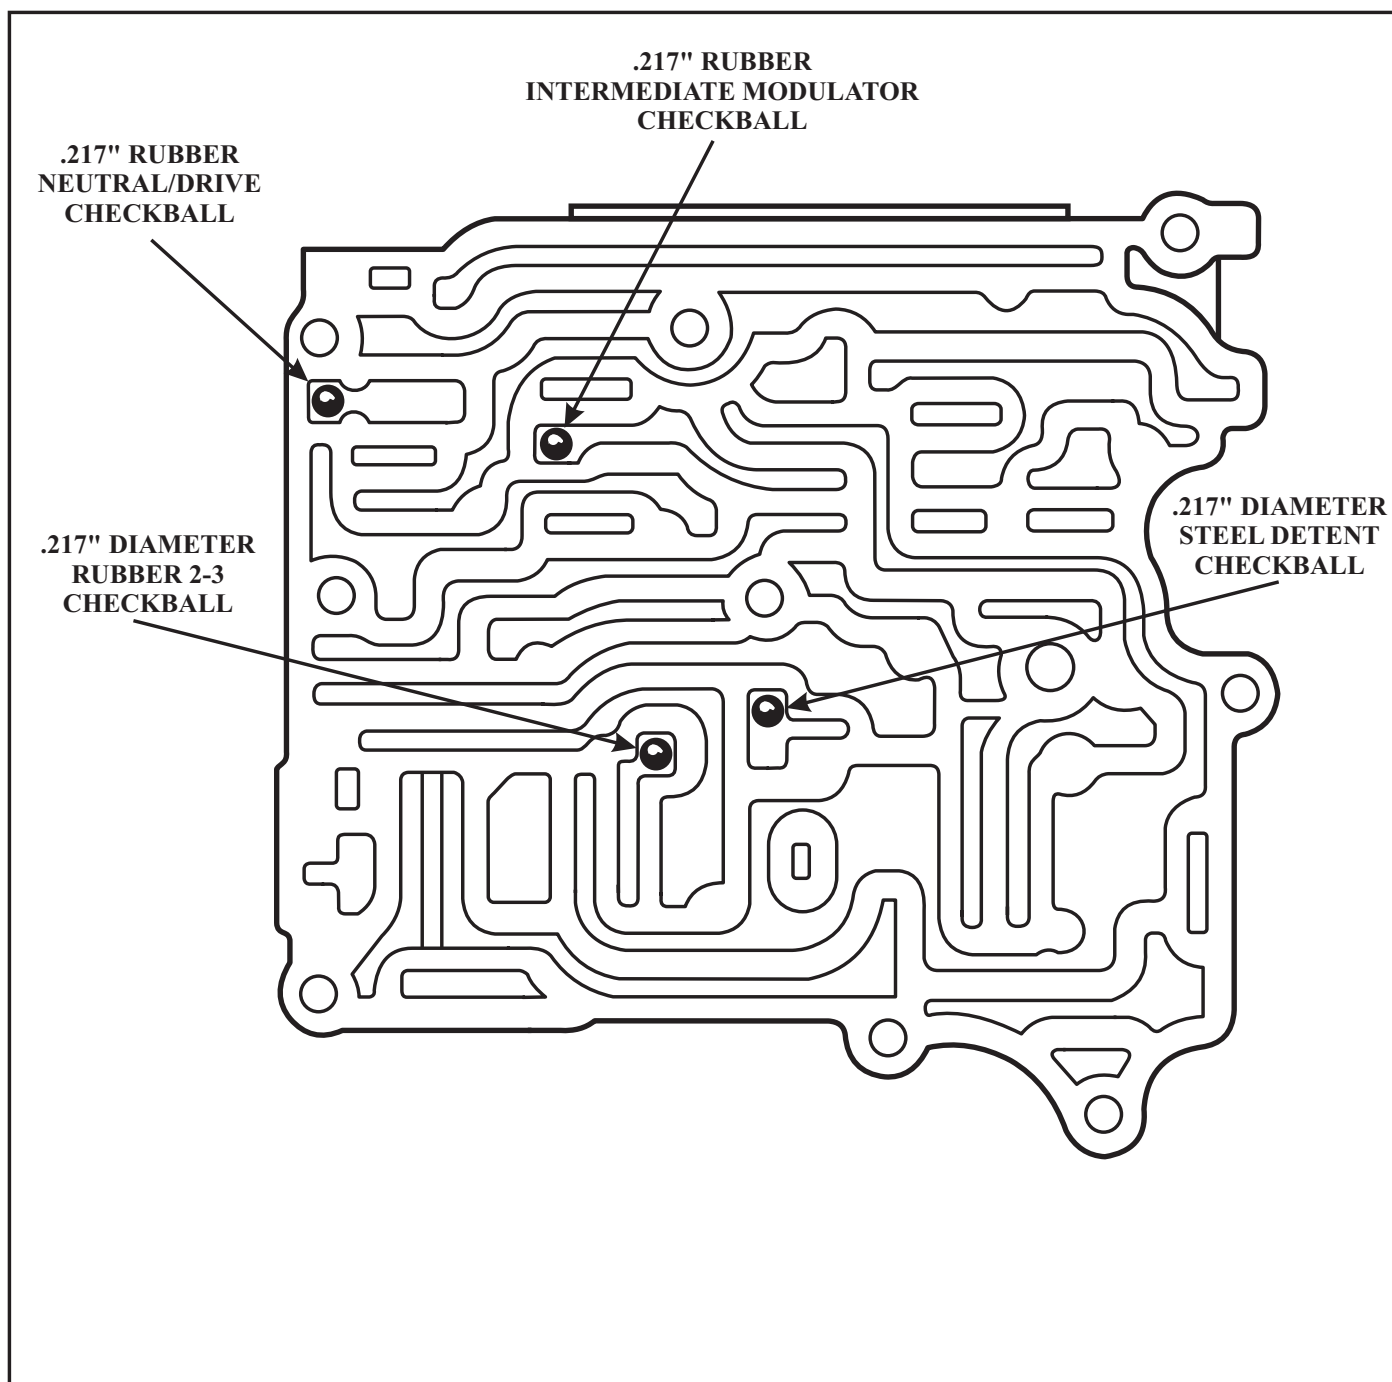 .217" RUBBER
INTERMEDIATE MODULATOR
CHECKBALL
.217" RUBBER
NEUTRAL/DRIVE
CHECKBALL
.217" DIAMETER
STEEL DETENT
CHECKBALL
.217" DIAMETER
RUBBER 2-3
CHECKBALL